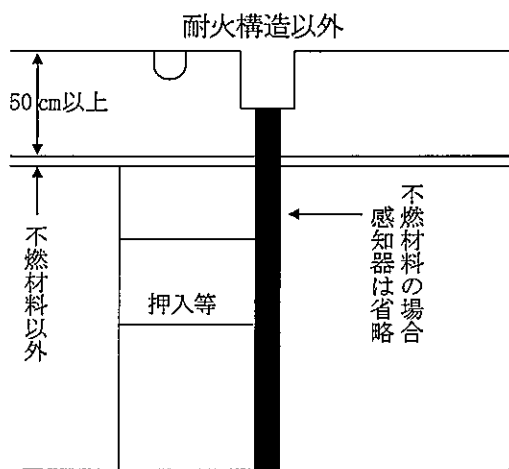 耐火構造以外
50cm以上
不燃材料以外
押入等
不燃材料の場合
感知器は省略